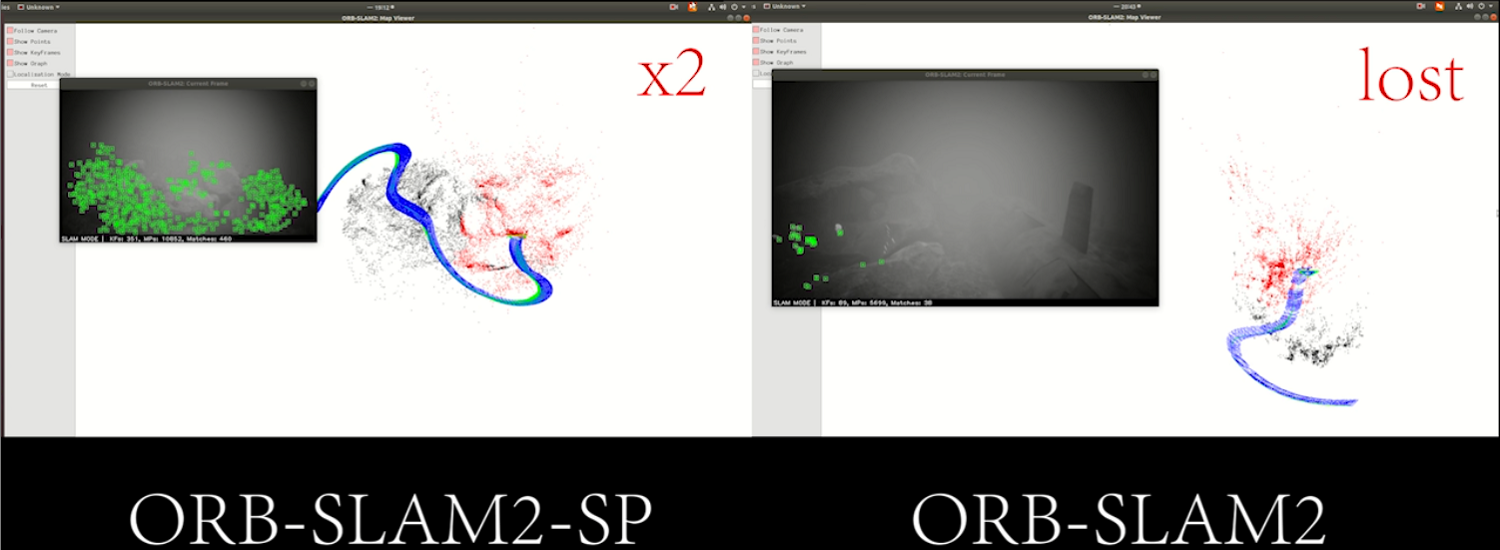 Unknown
ORB-SLAM2: Map Viewer
Follow Camera
Show Points
Show KeyFrames
Show Graph
Localization Mode
Reset
ORB-SLAM2: Current Frame
SLAM MODE | KFs: 351, MPs: 10652, Matches: 460
x2
ORB-SLAM2-SP
Unknown
ORB-SLAM2: Map Viewer
Follow Camera
Show Points
Show KeyFrames
Show Graph
ORB-SLAM2: Current Frame
SLAM MODE | KFs: 69, MPs: 5699, Matches: 38
lost
ORB-SLAM2